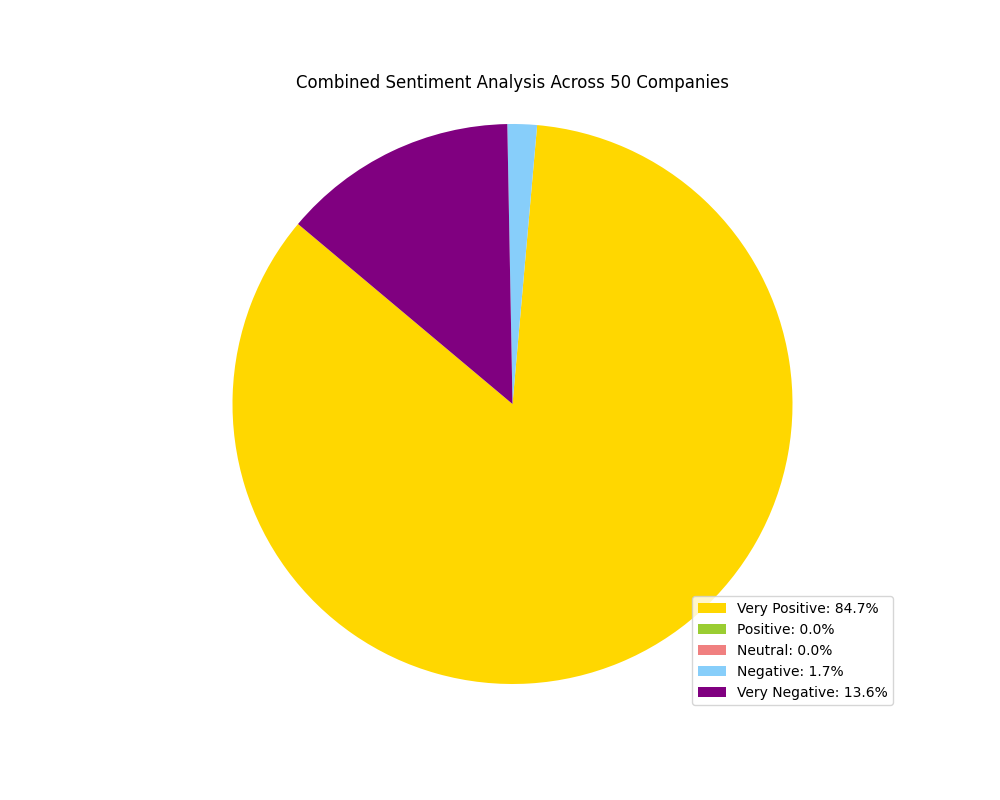 Combined Sentiment Analysis Across 50 Companies
Very Positive: 84.7%
Positive: 0.0%
Neutral: 0.0%
Negative: 1.7%
Very Negative: 13.6%